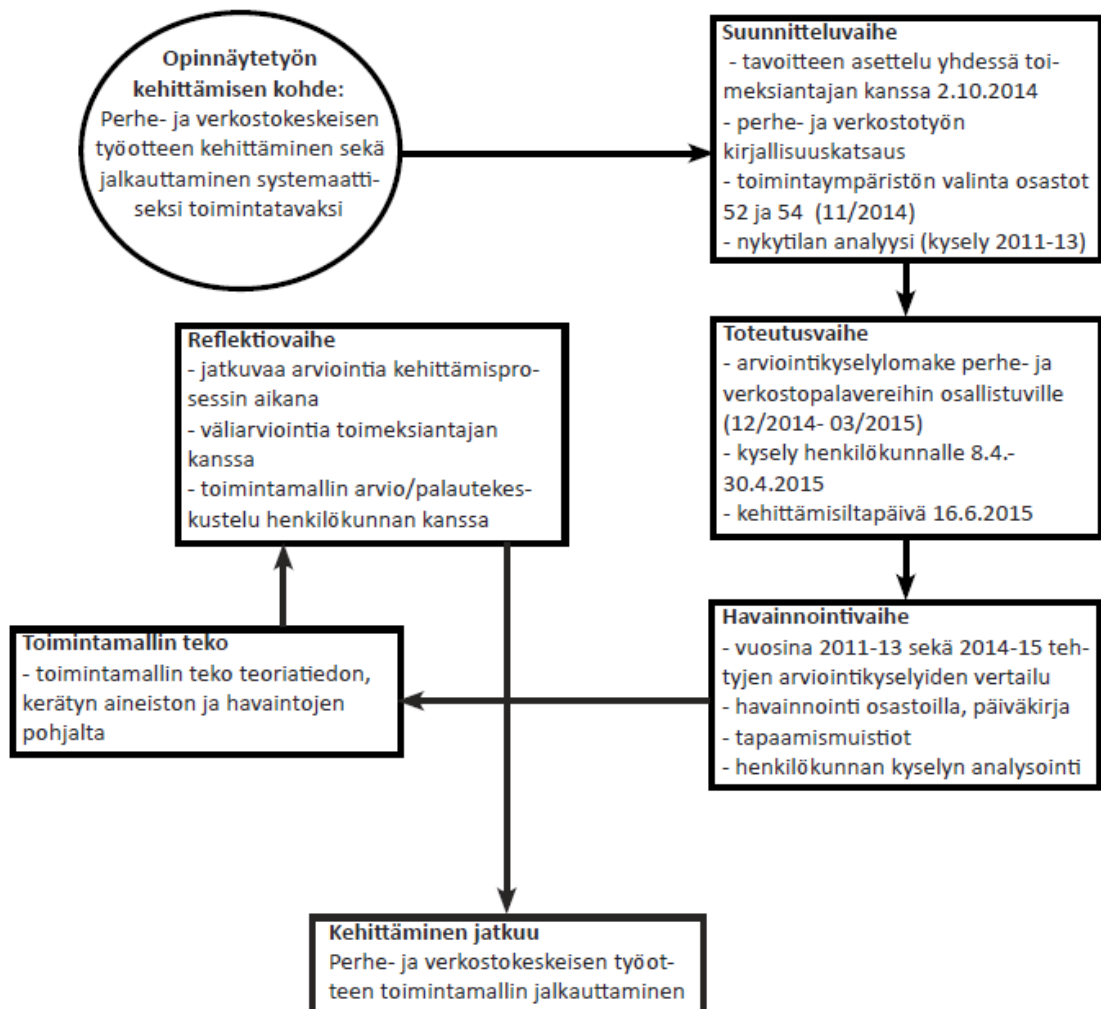 Opinnäytetyön
kehittämisen kohde:
Perhe- ja verkostokeskeisen
työotteen kehittäminen sekä
jalkauttaminen systemaatti-
seksi toimintatavaksi
Suunnitteluvaihe
- tavoitteen asettelu yhdessä toi-
meksiantajan kanssa 2.10.2014
- perhe- ja verkostotyön
kirjallisuuskatsaus
- toimintaympäristön valinta osastot
52 ja 54 (11/2014)
- nykytilan analyysi (kysely 2011-13)
Toteutusvaihe
- arviointikyselylomake perhe- ja
verkostopalavereihin osallistuville
(12/2014- 03/2015)
- kysely henkilökunnalle 8.4.-
30.4.2015
- kehittämisiltapäivä 16.6.2015
Havainnointivaihe
- vuosina 2011-13 sekä 2014-15 teh-
tyjen arviointikyselyiden vertailu
- havainnointi osastoilla, päiväkirja
- tapaamismuistiot
- henkilökunnan kyselyn analysointi
Toimintamallin teko
- toimintamallin teko teoriatiedon,
kerätyn aineiston ja havaintojen
pohjalta
Reflektiovaihe
- jatkuvaa arviointia kehittämispro-
sessin aikana
- väliarviointia toimeksiantajan
kanssa
- toimintamallin arvio/palautekes-
kustelu henkilökunnan kanssa
Kehittäminen jatkuu
Perhe- ja verkostokeskeisen työot-
teen toimintamallin jalkauttaminen